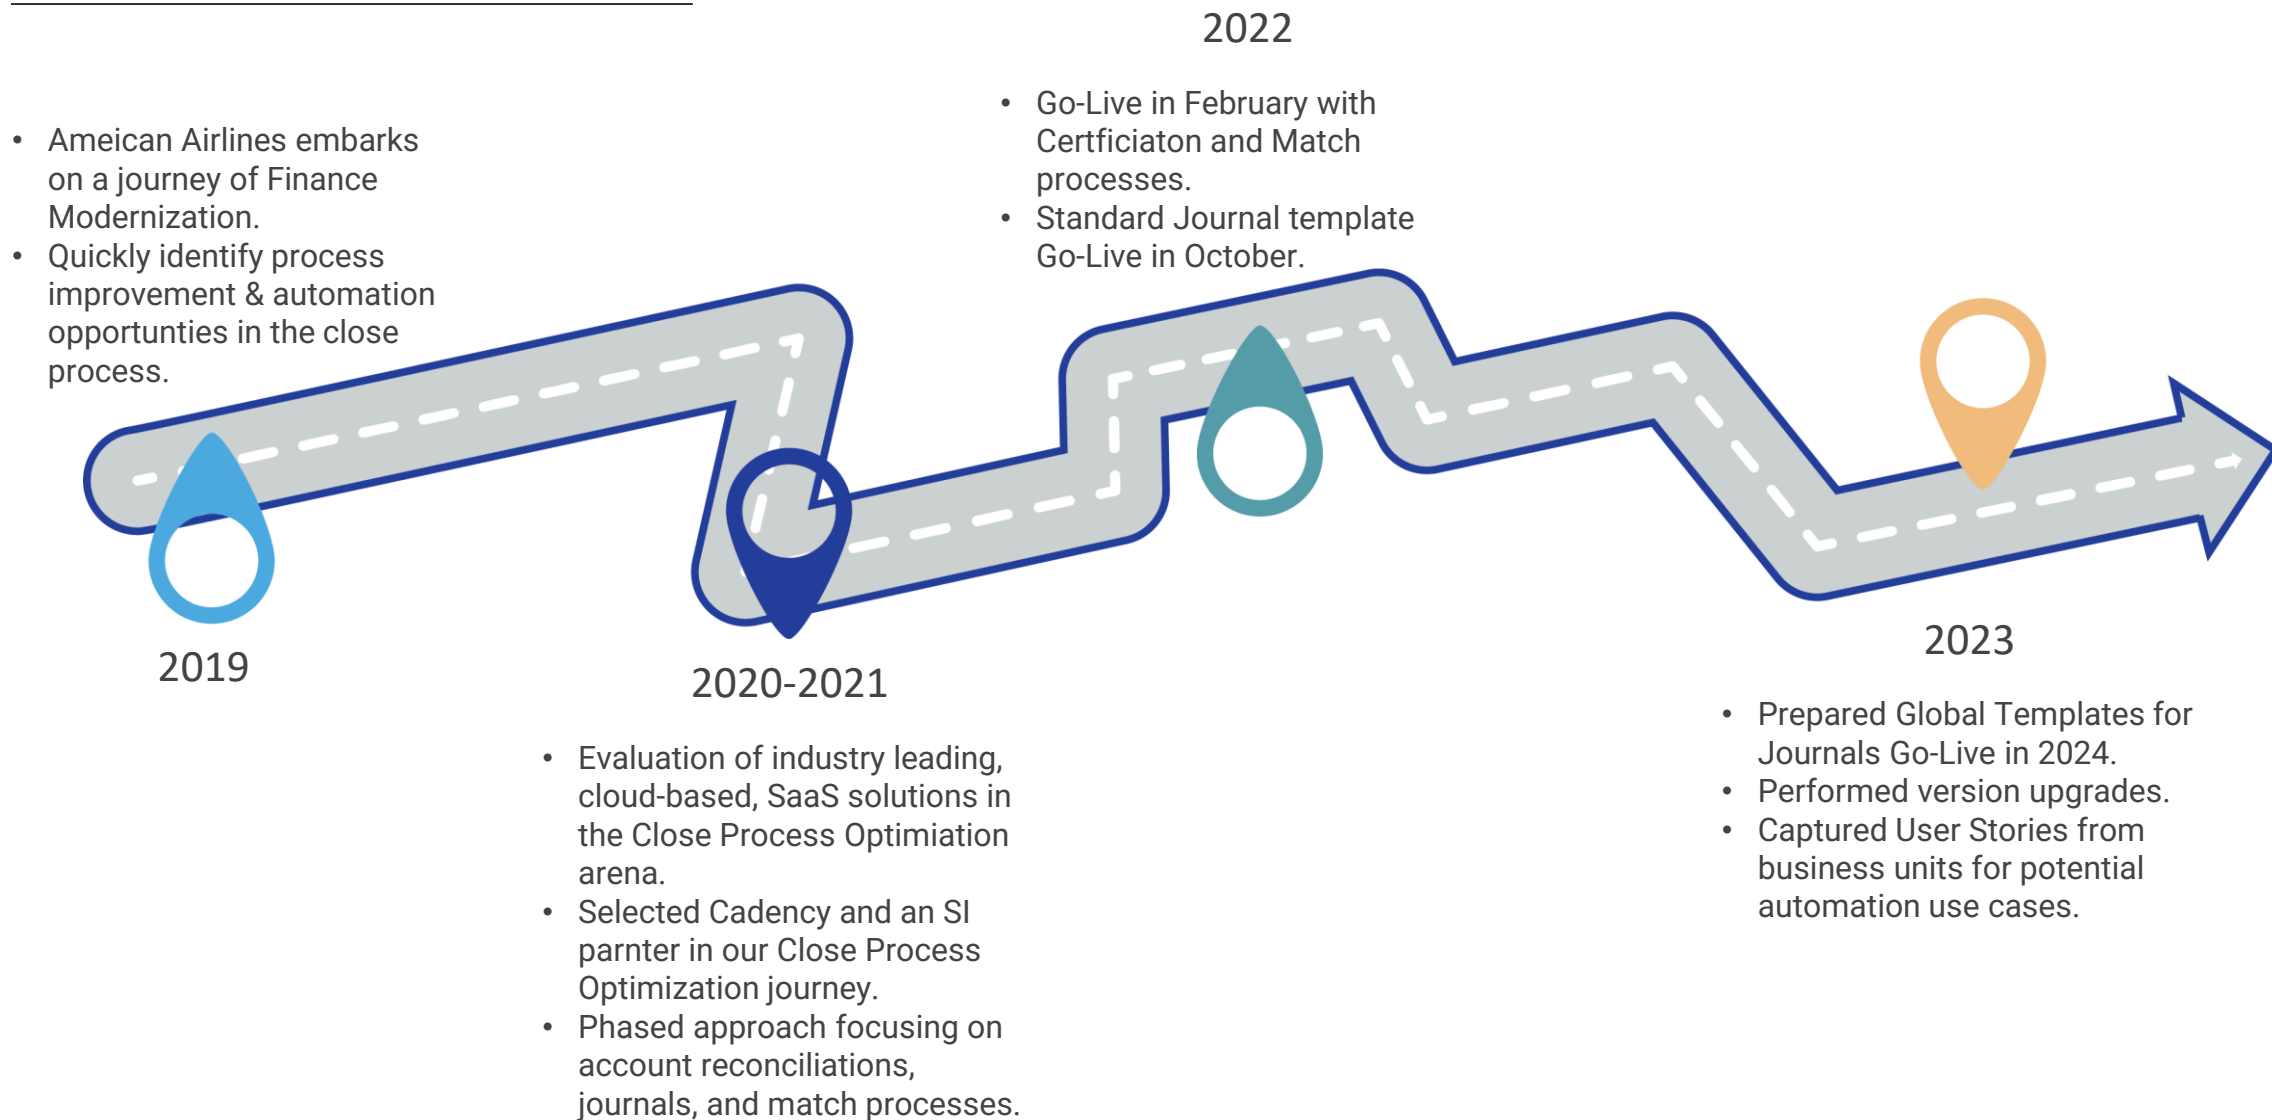 • Ameican Airlines embarks
on a journey of Finance
Modernization.
• Quickly identify process
improvement & automation
opportunties in the close
process.
2019
2020-2021
• Evaluation of industry leading,
cloud-based, SaaS solutions in
the Close Process Optimiation
arena.
• Selected Cadency and an SI
parnter in our Close Process
Optimization journey.
• Phased approach focusing on
account reconciliations,
journals, and match processes.
2022
• Go-Live in February with
Certficiaton and Match
processes.
• Standard Journal template
Go-Live in October.
2023
• Prepared Global Templates for
Journals Go-Live in 2024.
• Performed version upgrades.
• Captured User Stories from
business units for potential
automation use cases.